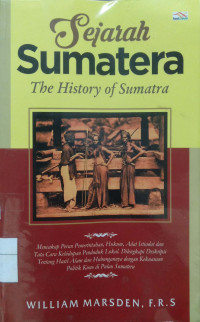 Sejarah
Sumatera
The History of Sumatra
Mencakup Peran Pemerintahan, Hukum, Adat Istiadat dan
Tata Cara Kehidupan Penduduk Lokal, Dilengkapi Deskripsi
Tentang Hasil Alam dan Hubungannya dengan Kekuasaan
Politik Kuno di Pulau Sumatera
WILLIAM MARSDEN, F.R.S